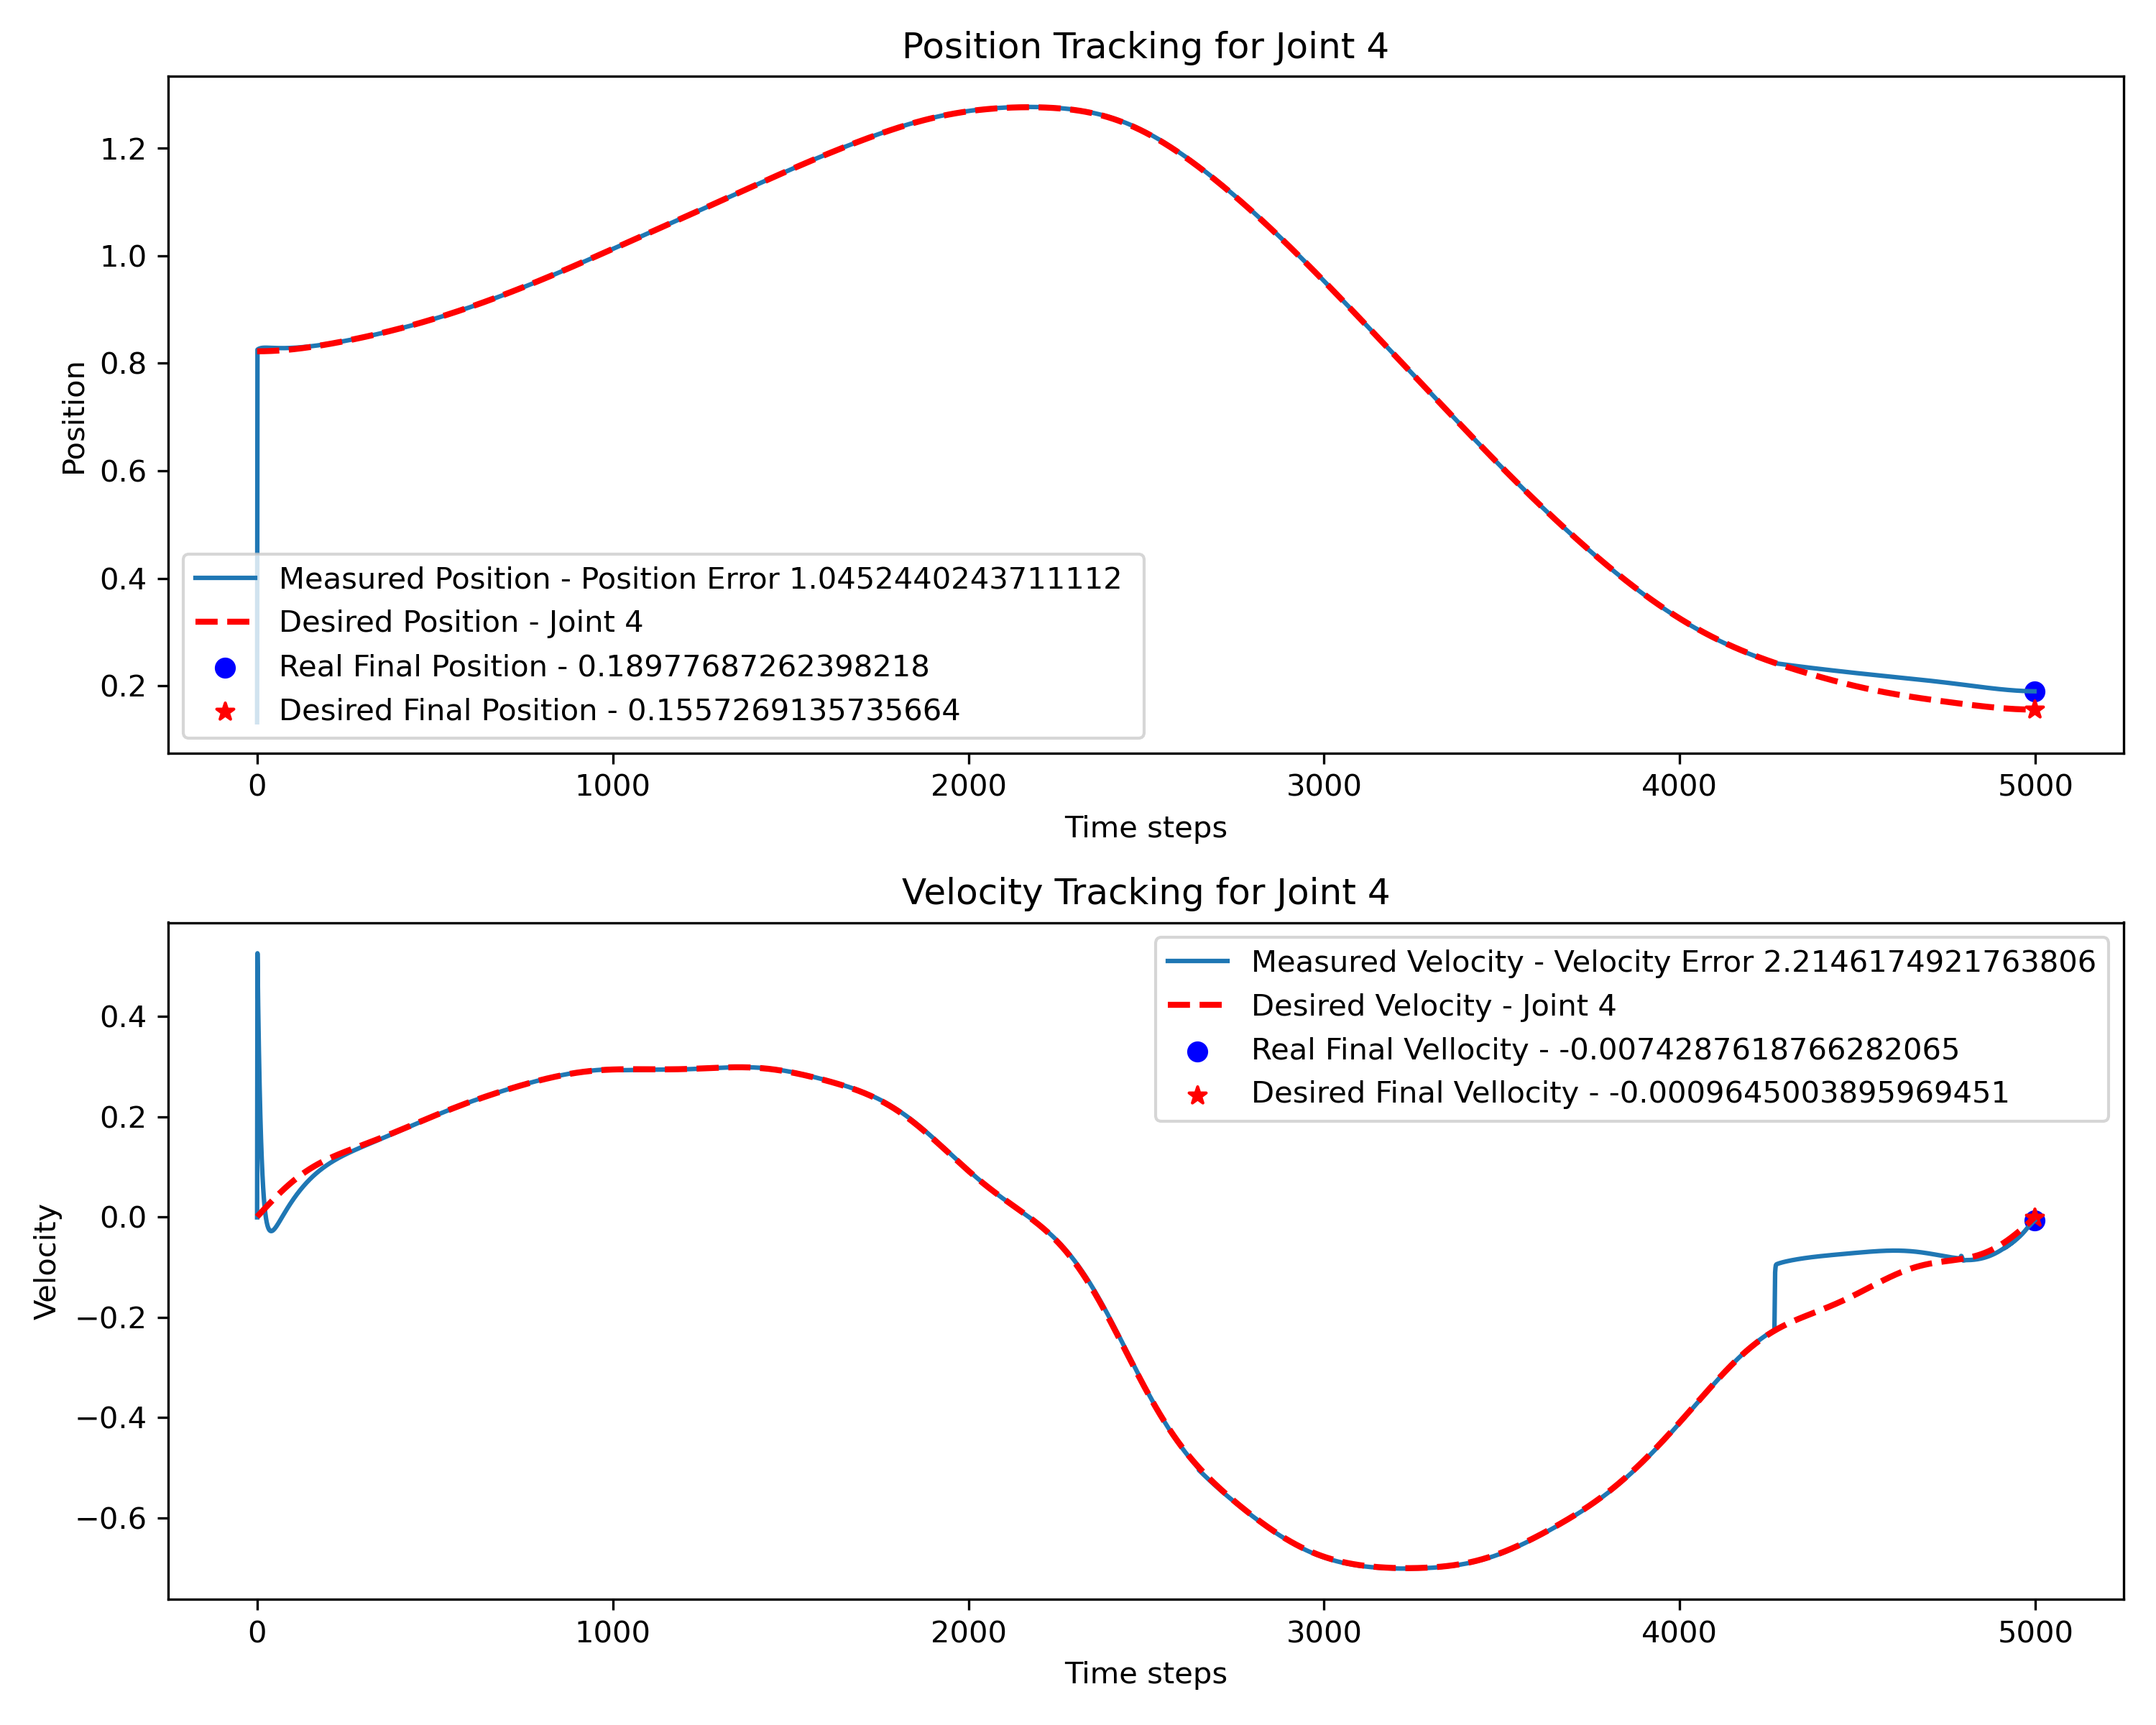 Position Tracking for Joint 4
Position
1.2
1.0
0.8
0.6
0.4
0.2
Measured Position - Position Error 1.0452440243711112
Desired Position - Joint 4
Real Final Position - 0.18977687262398218
Desired Final Position - 0.1557269135735664
0 1000 2000 3000 4000 5000
Time steps
Velocity Tracking for Joint 4
Velocity
0.4
0.2
0.0
−0.2
−0.4
−0.6
Measured Velocity - Velocity Error 2.2146174921763806
Desired Velocity - Joint 4
Real Final Vellocity - -0.0074287618766282065
Desired Final Vellocity - -0.0009645003895969451
0 1000 2000 3000 4000 5000
Time steps